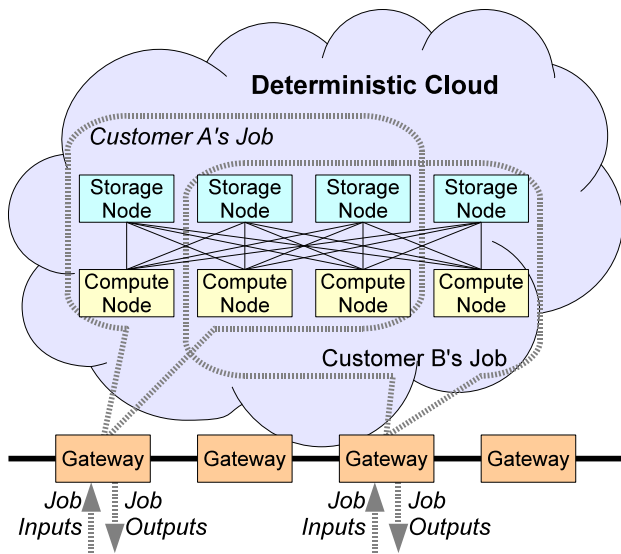 Deterministic Cloud
Customer A's Job
Storage
Node
Storage
Node
Storage
Node
Storage
Node
Compute
Node
Compute
Node
Compute
Node
Compute
Node
Customer B's Job
Gateway
Gateway
Gateway
Gateway
Job
Inputs
Job
Outputs
Job
Inputs
Job
Outputs